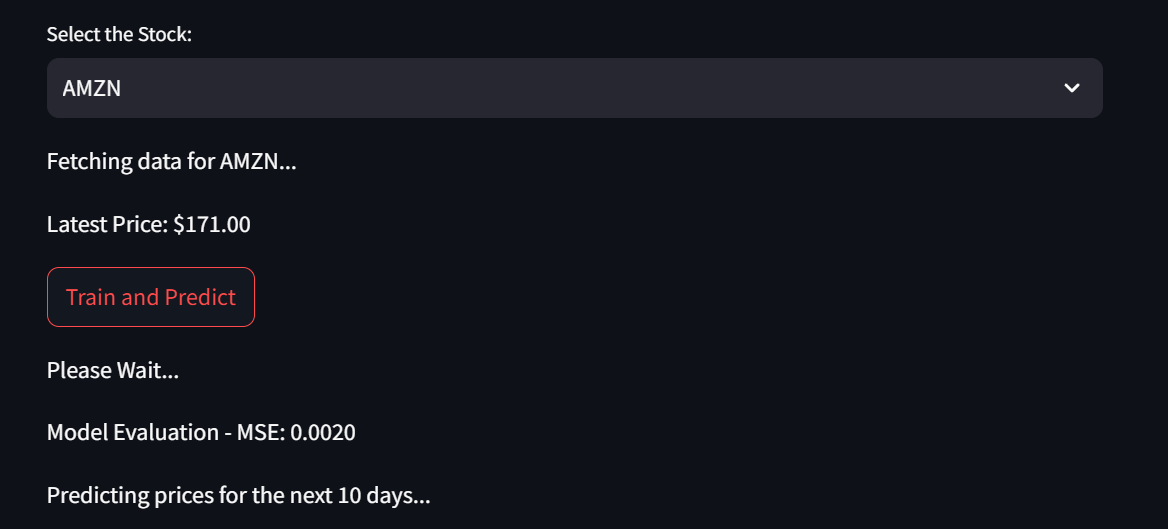 Select the Stock:
AMZN
Fetching data for AMZN...
Latest Price: $171.00
Train and Predict
Please Wait...
Model Evaluation - MSE: 0.0020
Predicting prices for the next 10 days...